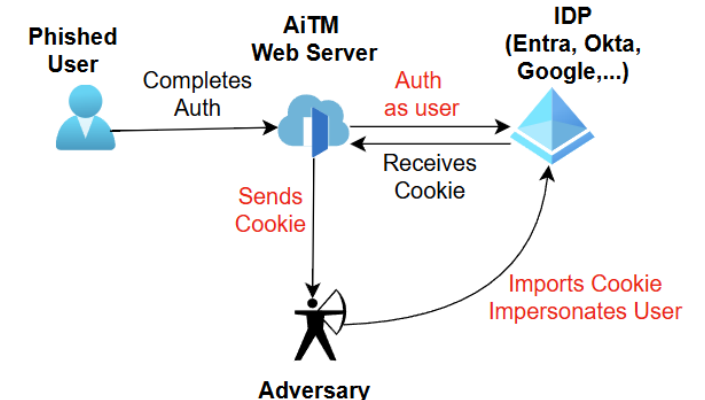 Phished
User
AiTM
Web Server
IDP
(Entra, Okta,
Google,...)
Completes
Auth
Auth
as user
Receives
Cookie
Sends
Cookie
Imports Cookie
Impersonates User
Adversary